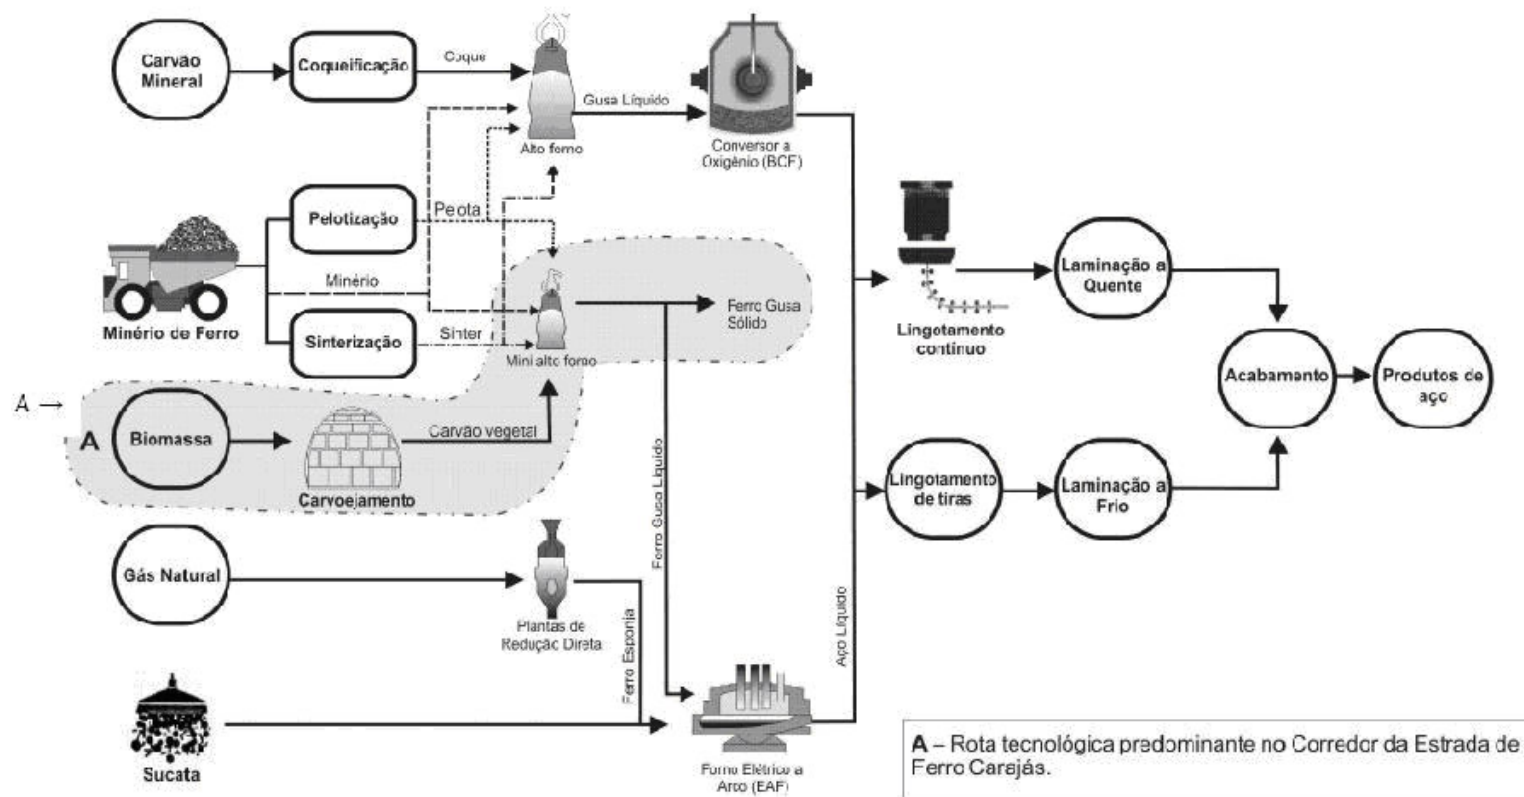 Carvão
Mineral
Coqueificação
Coque
Alto forno
Gusa Líquido
Conversor a
Oxigênio (BCF)
Pelotização
Pelota
Minério
Minério de Ferro
Sinterização
Sinter
Mini alto forno
Ferro Gusa
Sólido
Lingotamento
contínuo
Laminação a
Quente
Acabamento
Produtos de
aço
A →
A
Biomassa
Carvoejamento
Carvão vegetal
Ferro Gusa Líquido
Aço Líquido
Lingotamento
de tiras
Laminação a
Frio
Gás Natural
Plantas de
Redução Direta
Ferro Esponja
Sucata
Forno Elétrico a
Arco (EAF)
A – Rota tecnológica predominante no Corredor da Estrada de
Ferro Carajás.